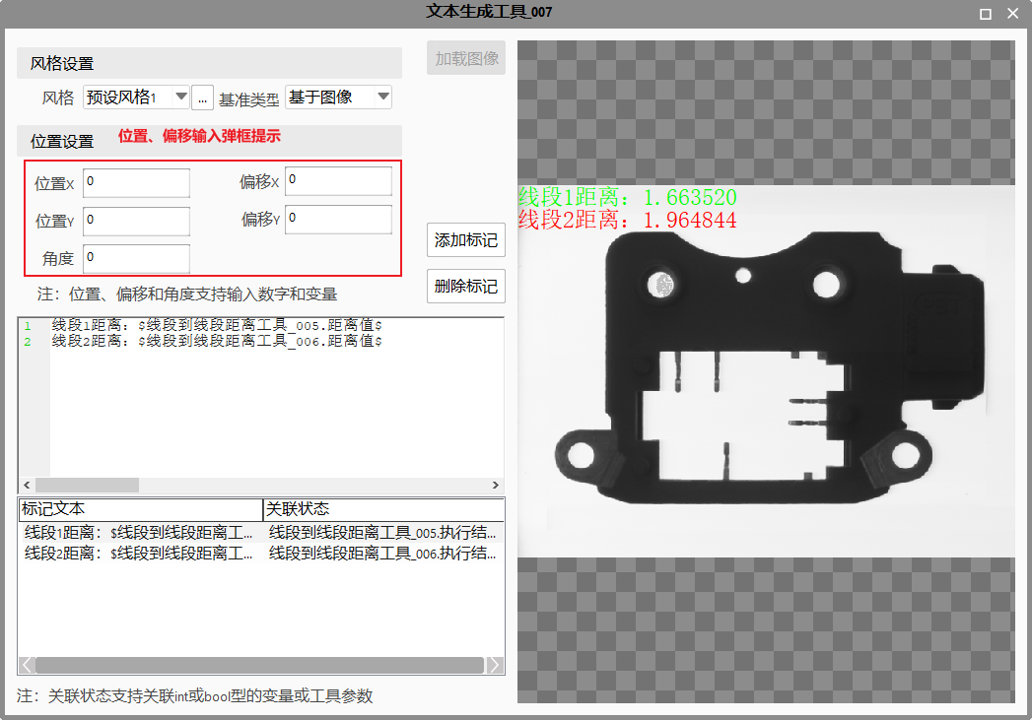 文本生成工具_007
风格设置
加载图像
风格 预设风格1 ... 基准类型 基于图像
位置设置 位置、偏移输入弹框提示
位置X 0 偏移X 0
位置Y 0 偏移Y 0
角度 0
注：位置、偏移和角度支持输入数字和变量
添加标记
删除标记
1 线段1距离：$线段到线段距离工具_005.距离值$
2 线段2距离：$线段到线段距离工具_006.距离值$
标记文本 关联状态
线段1距离：$线段到线段距离工... 线段到线段距离工具_005.执行结...
线段2距离：$线段到线段距离工... 线段到线段距离工具_006.执行结...
注：关联状态支持关联int或bool型的变量或工具参数
线段1距离：1.663520
线段2距离：1.964844